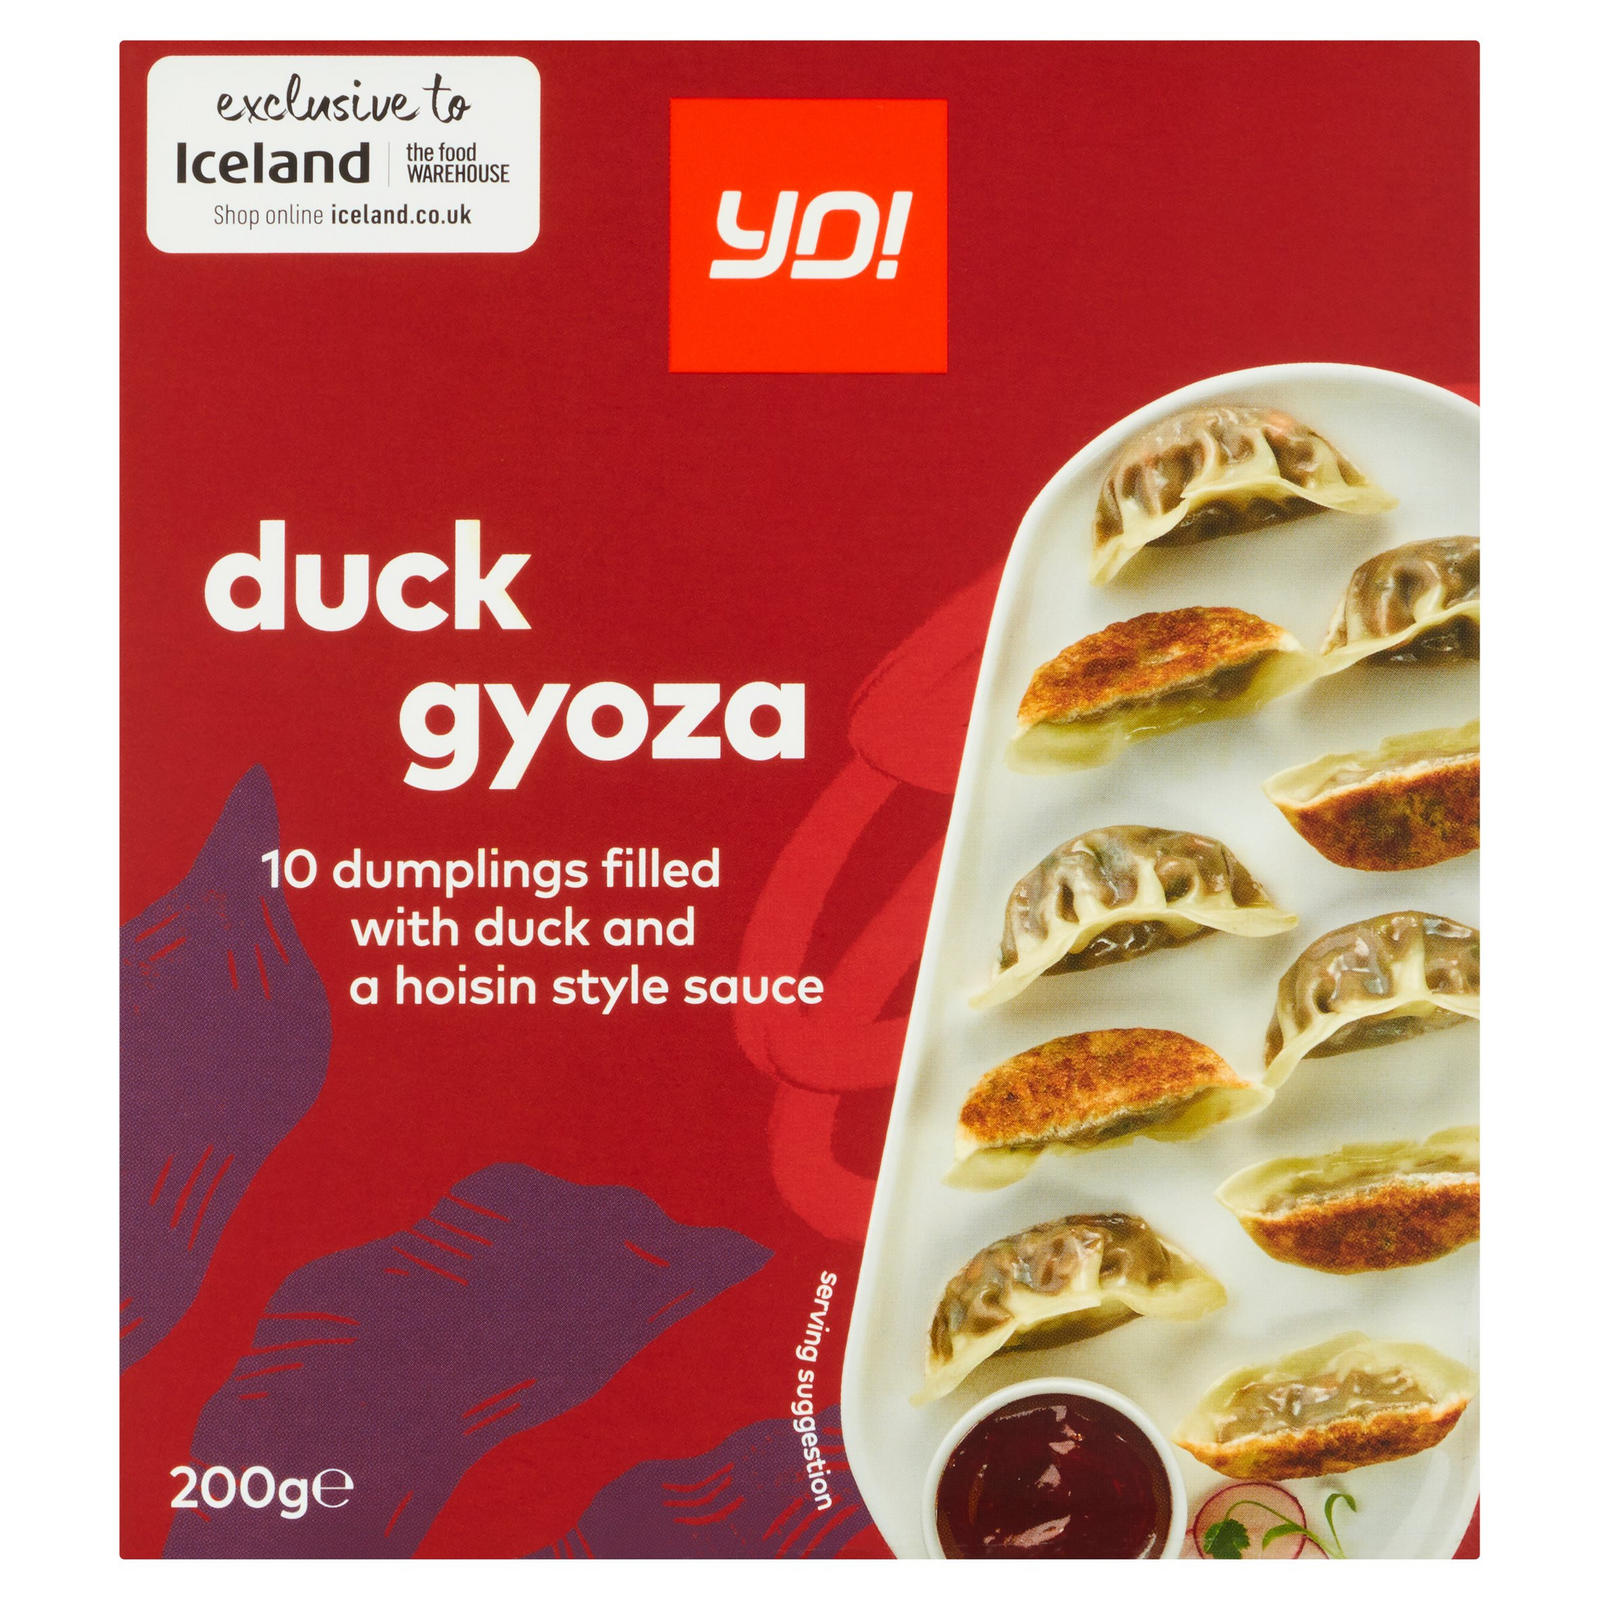 exclusive to
Iceland
the food
WAREHOUSE
Shop online iceland.co.uk
YO!
duck
gyoza
10 dumplings filled
with duck and
a hoisin style sauce
serving suggestion
200g℮